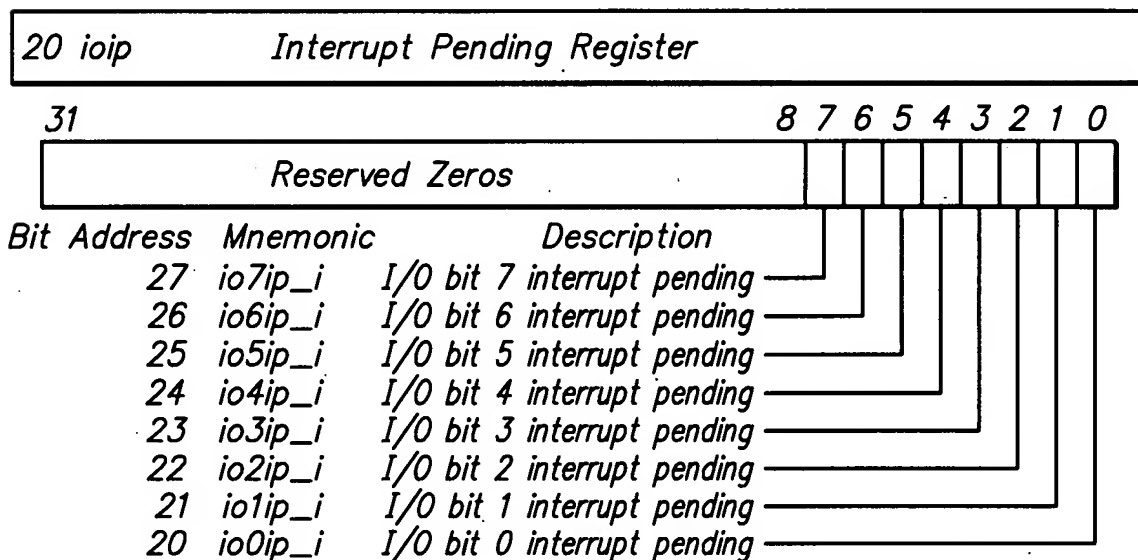 20 ioip Interrupt Pending Register
31 8 7 6 5 4 3 2 1 0
Reserved Zeros
Bit Address Mnemonic Description
27 io7ip_i I/O bit 7 interrupt pending
26 io6ip_i I/O bit 6 interrupt pending
25 io5ip_i I/O bit 5 interrupt pending
24 io4ip_i I/O bit 4 interrupt pending
23 io3ip_i I/O bit 3 interrupt pending
22 io2ip_i I/O bit 2 interrupt pending
21 io1ip_i I/O bit 1 interrupt pending
20 io0ip_i I/O bit 0 interrupt pending